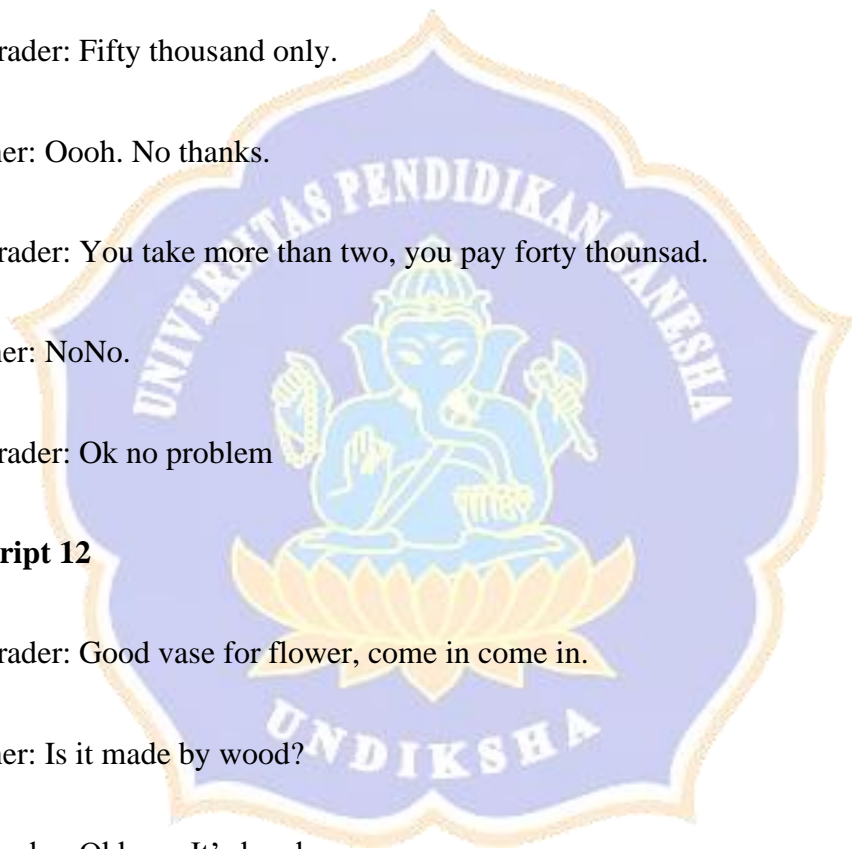 rader: Fifty thousand only.
ner: Oooh. No thanks.
rader: You take more than two, you pay forty thounsad.
ner: NoNo.
rader: Ok no problem
ript 12
rader: Good vase for flower, come in come in.
ner: Is it made by wood?
UNIVERSITAS PENDIDIKAN GANESHA
UNDIKSHA